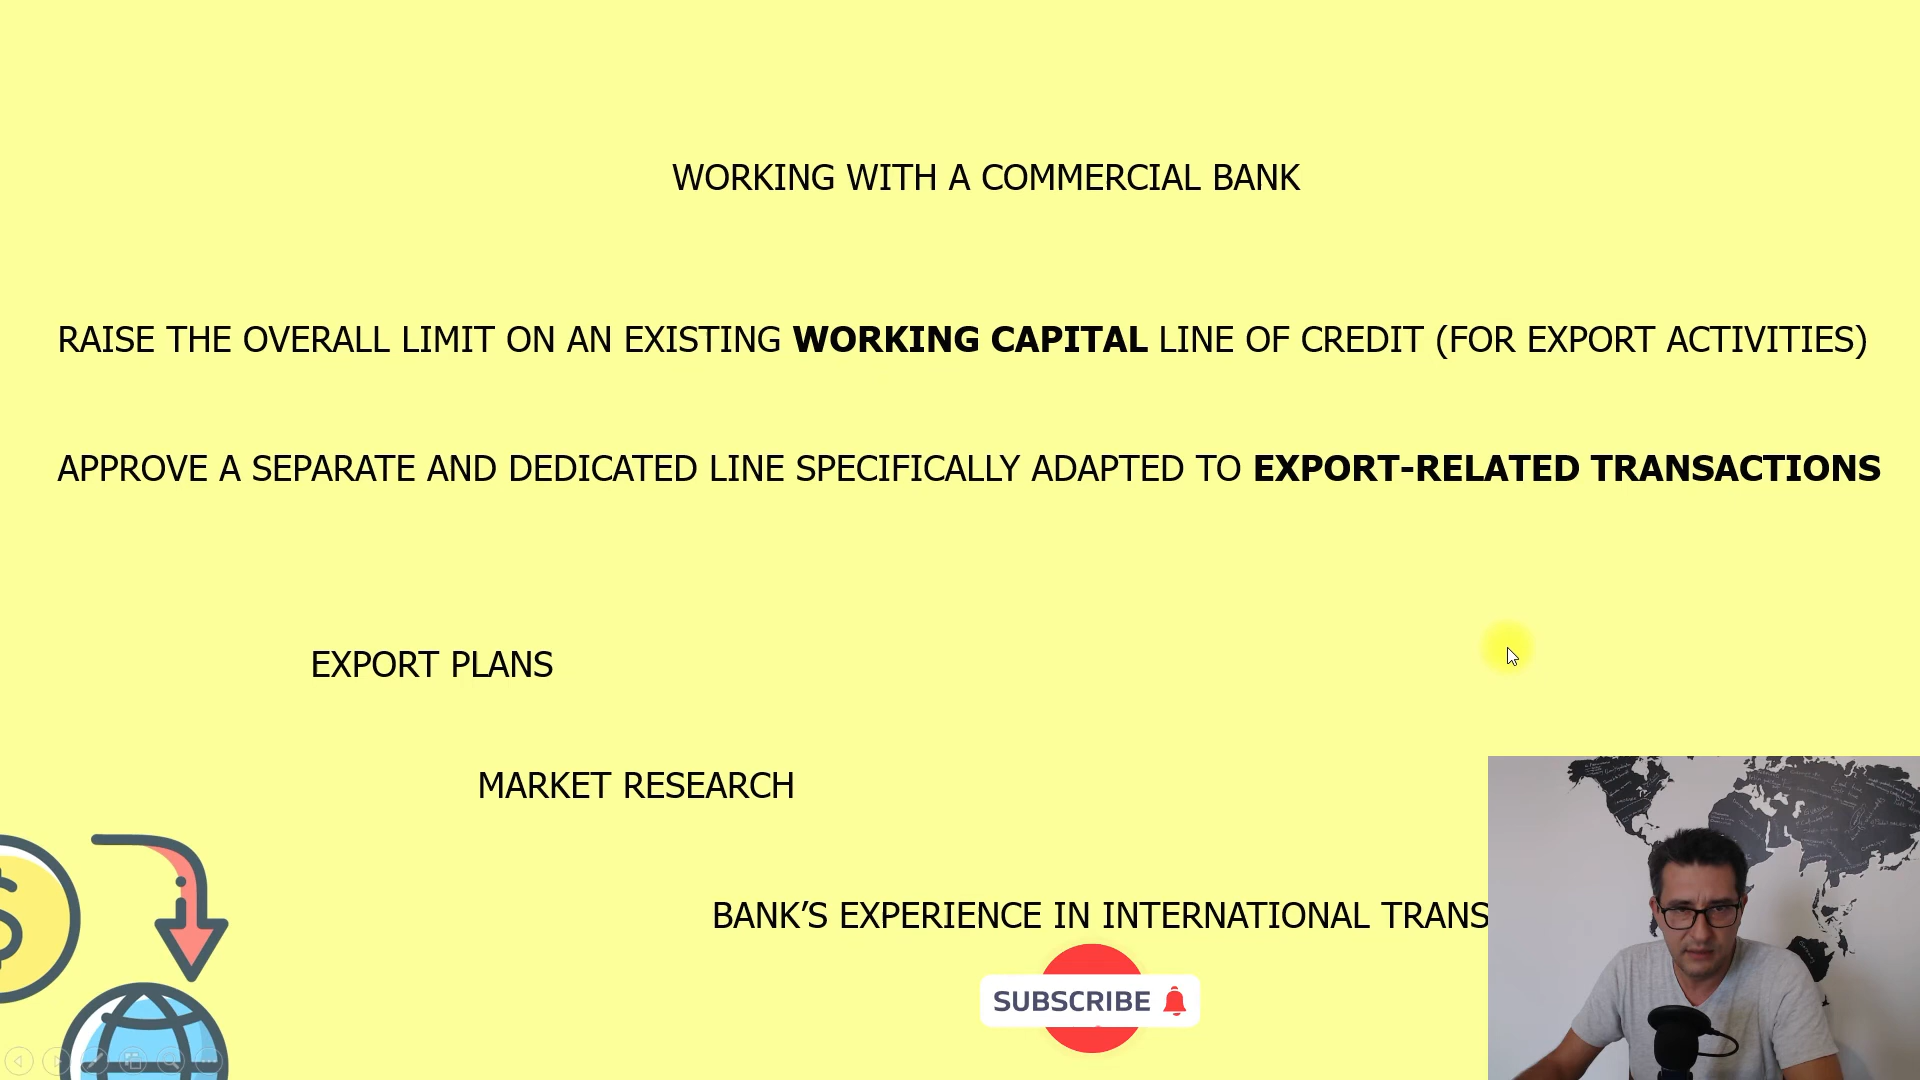 WORKING WITH A COMMERCIAL BANK
RAISE THE OVERALL LIMIT ON AN EXISTING WORKING CAPITAL LINE OF CREDIT (FOR EXPORT ACTIVITIES)
APPROVE A SEPARATE AND DEDICATED LINE SPECIFICALLY ADAPTED TO EXPORT-RELATED TRANSACTIONS
EXPORT PLANS
MARKET RESEARCH
BANK’S EXPERIENCE IN INTERNATIONAL TRANS
SUBSCRIBE